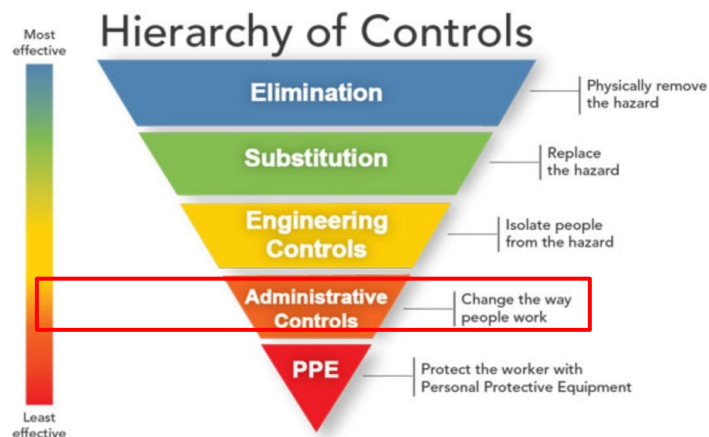 Hierarchy of Controls
Most
effective
Elimination
Physically remove
the hazard
Substitution
Replace
the hazard
Engineering
Controls
Isolate people
from the hazard
Administrative
Controls
Change the way
people work
PPE
Protect the worker with
Personal Protective Equipment
Least
effective